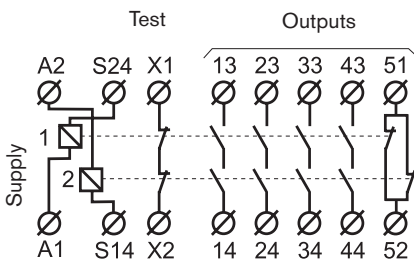 Test Outputs
A2 S24 X1 13 23 33 43 51
1
Supply
2
A1 S14 X2 14 24 34 44 52